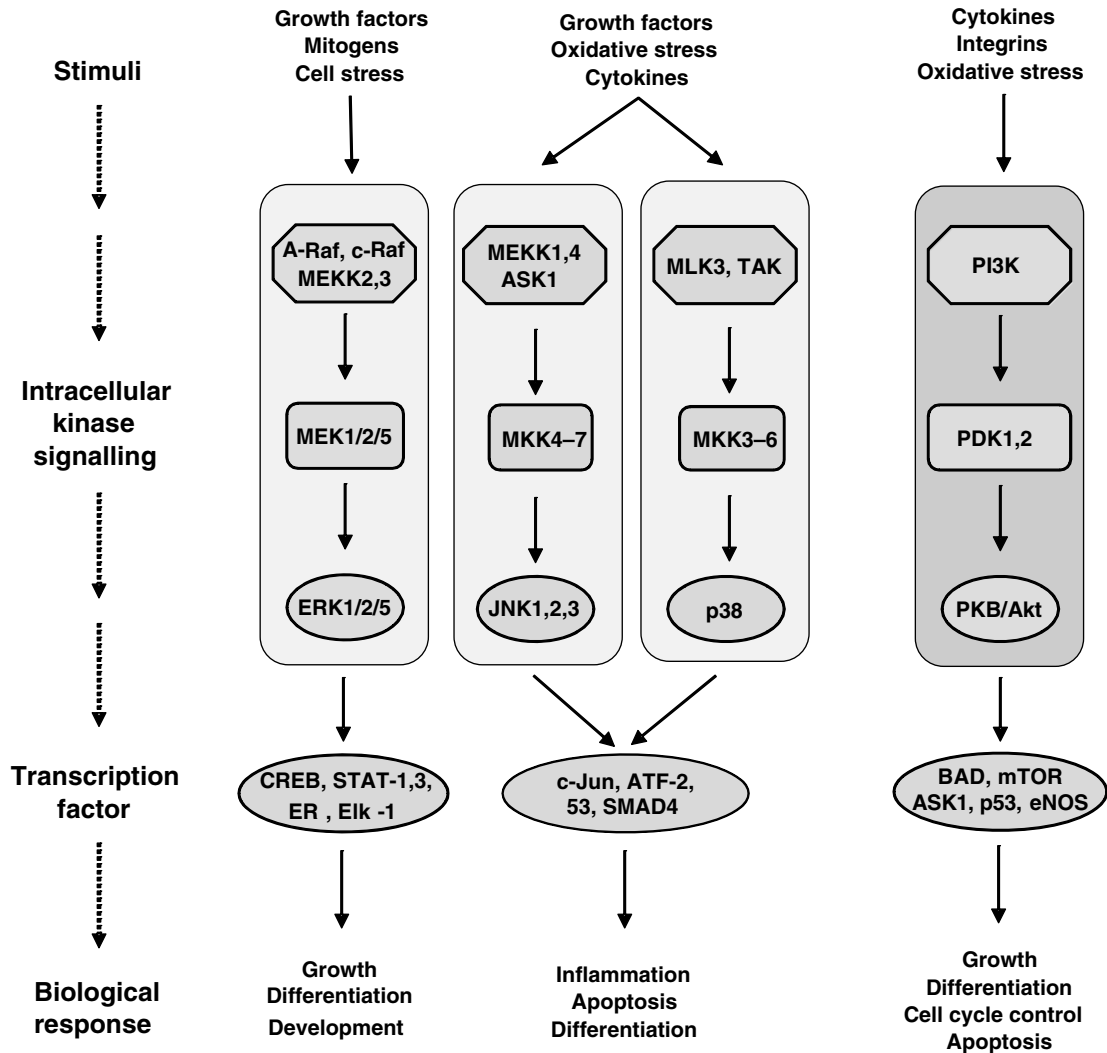 Stimuli
Growth factors
Mitogens
Cell stress
Growth factors
Oxidative stress
Cytokines
Cytokines
Integrins
Oxidative stress
Intracellular
kinase
signalling
A-Raf, c-Raf
MEKK2,3
MEKK1,4
ASK1
MLK3, TAK
PI3K
MEK1/2/5
MKK4–7
MKK3–6
PDK1,2
ERK1/2/5
JNK1,2,3
p38
PKB/Akt
Transcription
factor
CREB, STAT-1,3,
ER , Elk -1
c-Jun, ATF-2,
53, SMAD4
BAD, mTOR
ASK1, p53, eNOS
Biological
response
Growth
Differentiation
Development
Inflammation
Apoptosis
Differentiation
Growth
Differentiation
Cell cycle control
Apoptosis